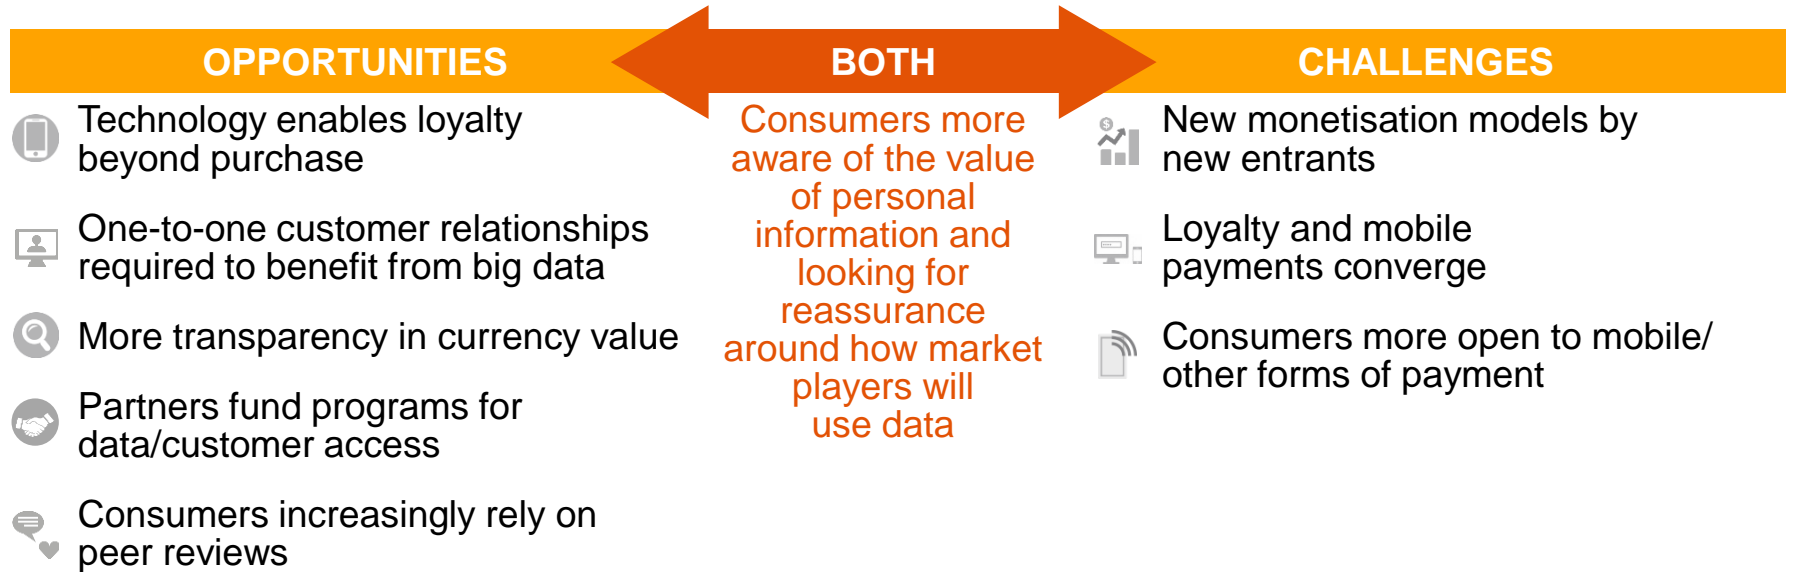 OPPORTUNITIES
Technology enables loyalty
beyond purchase
One-to-one customer relationships
required to benefit from big data
More transparency in currency value
Partners fund programs for
data/customer access
Consumers increasingly rely on
peer reviews
BOTH
Consumers more
aware of the value
of personal
information and
looking for
reassurance
around how market
players will
use data
CHALLENGES
New monetisation models by
new entrants
Loyalty and mobile
payments converge
Consumers more open to mobile/
other forms of payment